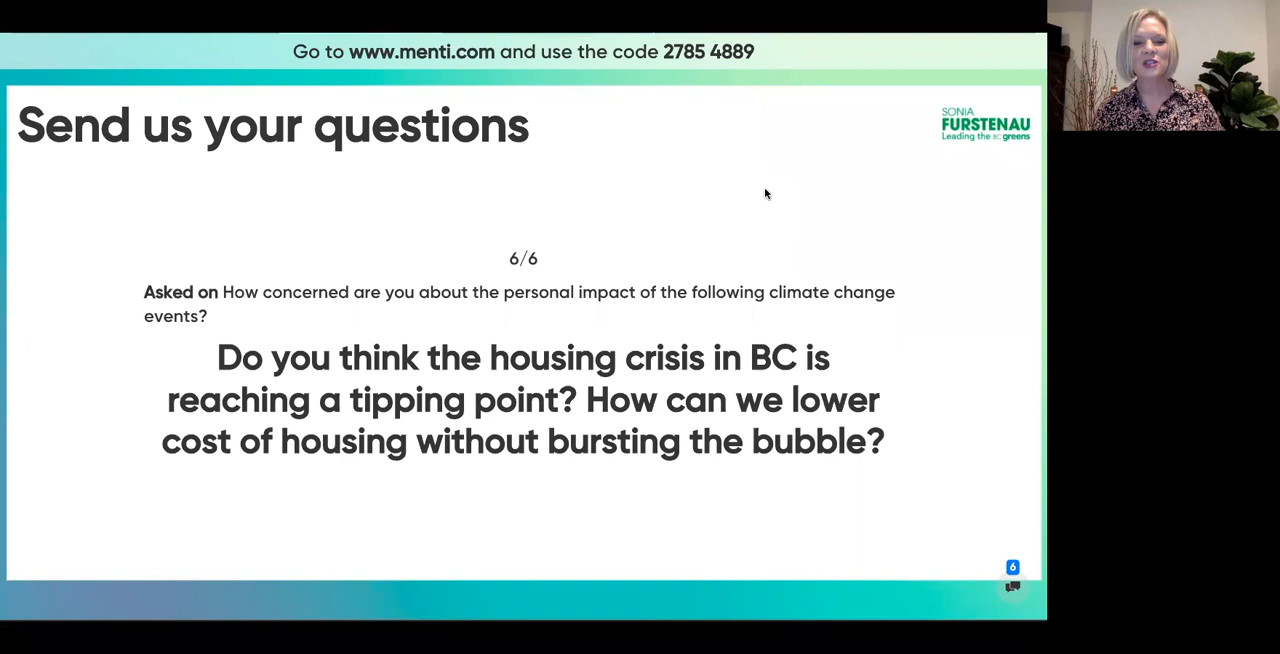 Go to www.menti.com and use the code 2785 4889
Send us your questions
SONIA
FURSTENAU
Leading the BC greens
6/6
Asked on How concerned are you about the personal impact of the following climate change
events?
Do you think the housing crisis in BC is
reaching a tipping point? How can we lower
cost of housing without bursting the bubble?
6